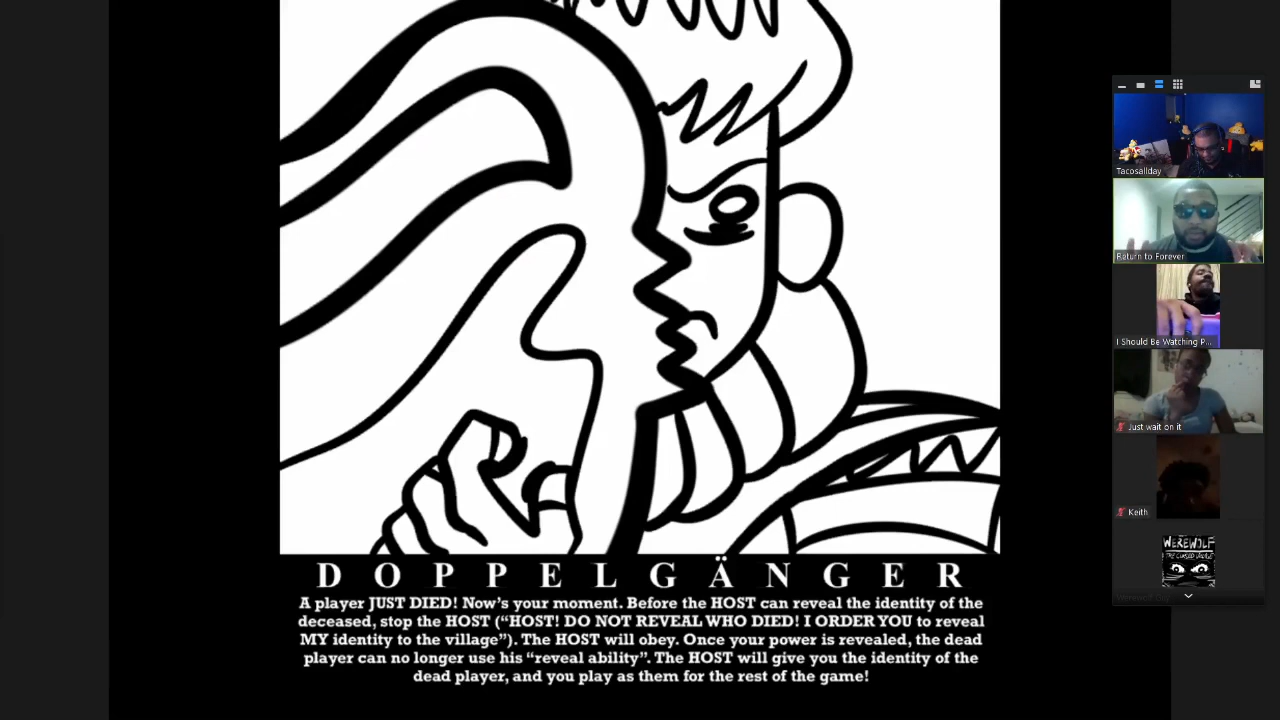 DOPPELGÄNGER
A player JUST DIED! Now's your moment. Before the HOST can reveal the identity of the
deceased, stop the HOST ("HOST! DO NOT REVEAL WHO DIED! I ORDER YOU to reveal
MY identity to the village"). The HOST will obey. Once your power is revealed, the dead
player can no longer use his "reveal ability". The HOST will give you the identity of the
dead player, and you play as them for the rest of the game!
Tacosallday
Return to Forever
I Should Be Watching P...
Just wait on it
Keith
WEREWOLF